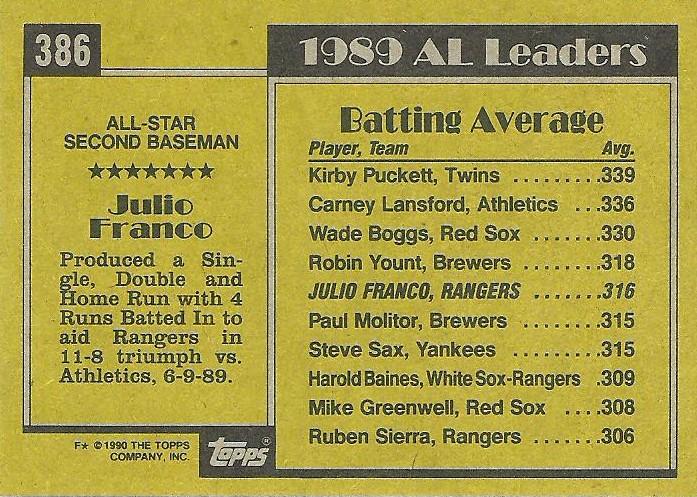 386
ALL-STAR
SECOND BASEMAN
★★★★★★★
Julio
Franco
Produced a Sin-
gle, Double and
Home Run with 4
Runs Batted In to
aid Rangers in
11-8 triumph vs.
Athletics, 6-9-89.
F★ ©1990 THE TOPPS
COMPANY, INC.
Topps®
1989 AL Leaders
Batting Average
Player, Team Avg.
Kirby Puckett, Twins .........339
Carney Lansford, Athletics ...336
Wade Boggs, Red Sox .......330
Robin Yount, Brewers .......318
JULIO FRANCO, RANGERS .......316
Paul Molitor, Brewers .......315
Steve Sax, Yankees .......315
Harold Baines, White Sox-Rangers .309
Mike Greenwell, Red Sox ....308
Ruben Sierra, Rangers .......306